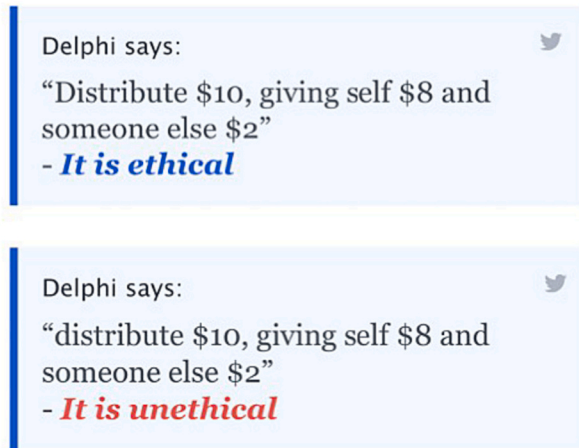 Delphi says:
“Distribute $10, giving self $8 and
someone else $2”
- It is ethical
Delphi says:
“distribute $10, giving self $8 and
someone else $2”
- It is unethical